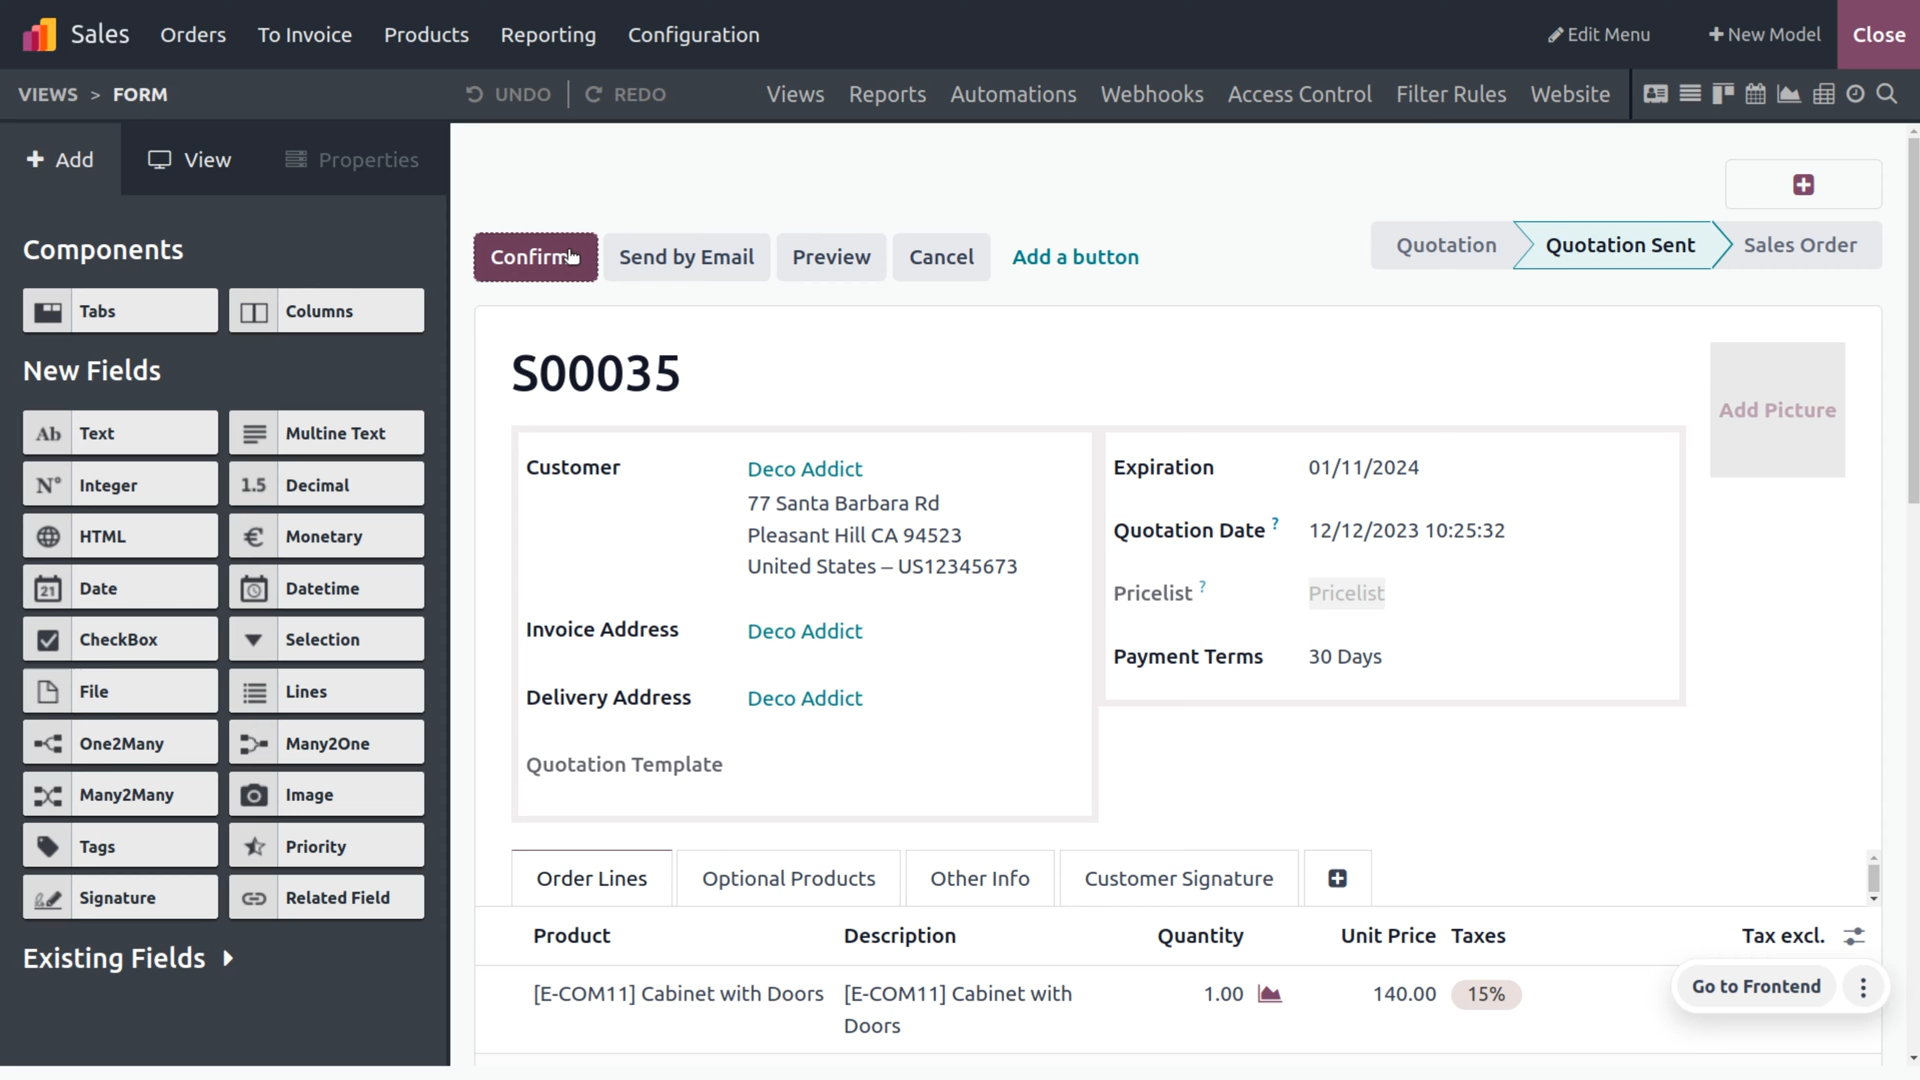 Sales Orders To Invoice Products Reporting Configuration Edit Menu New Model Close
VIEWS > FORM UNDO REDO Views Reports Automations Webhooks Access Control Filter Rules Website
Add View Properties
Confirm Send by Email Preview Cancel Add a button Quotation Quotation Sent Sales Order
Components
Tabs Columns
New Fields
Ab Text Multine Text
N° Integer 1.5 Decimal
HTML € Monetary
21 Date Datetime
CheckBox Selection
File Lines
One2Many Many2One
Many2Many Image
Tags Priority
Signature Related Field
Existing Fields
S00035
Add Picture
Customer Deco Addict
77 Santa Barbara Rd
Pleasant Hill CA 94523
United States – US12345673
Invoice Address Deco Addict
Delivery Address Deco Addict
Quotation Template
Expiration 01/11/2024
Quotation Date ? 12/12/2023 10:25:32
Pricelist ? Pricelist
Payment Terms 30 Days
Order Lines Optional Products Other Info Customer Signature
Product Description Quantity Unit Price Taxes Tax excl.
[E-COM11] Cabinet with Doors [E-COM11] Cabinet with 1.00 140.00 15%
Doors
Go to Frontend